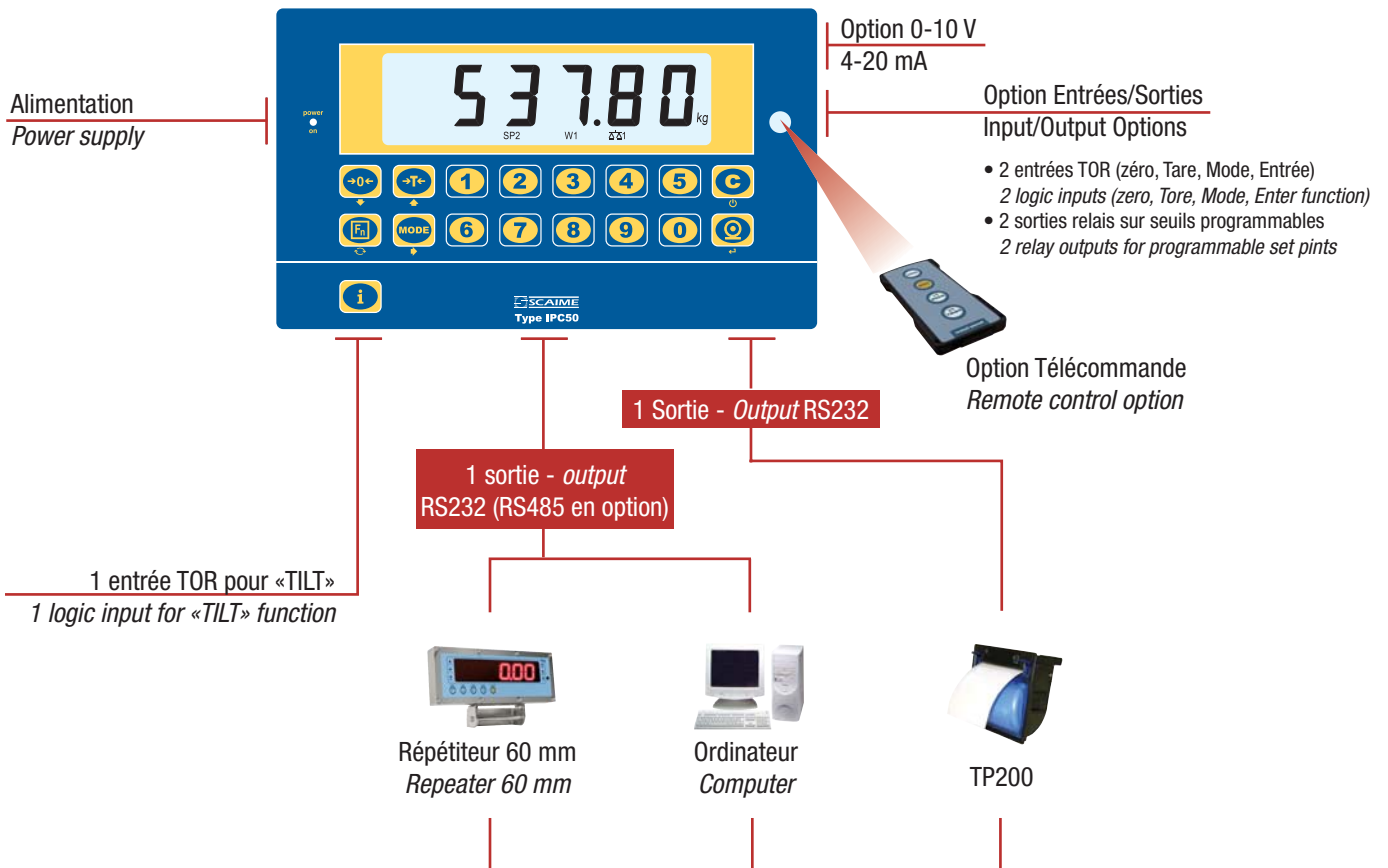 Option 0-10 V
4-20 mA
Alimentation
Power supply
power
on
537.80
kg
SP2 W1 1
Option Entrées/Sorties
Input/Output Options
• 2 entrées TOR (zéro, Tare, Mode, Entrée)
2 logic inputs (zero, Tore, Mode, Enter function)
• 2 sorties relais sur seuils programmables
2 relay outputs for programmable set pints
→0← →T← 1 2 3 4 5 C
Fn MODE 6 7 8 9 0
i
SCAIME
Type IPC50
Option Télécommande
Remote control option
1 Sortie - Output RS232
1 sortie - output
RS232 (RS485 en option)
1 entrée TOR pour «TILT»
1 logic input for «TILT» function
0.00
Répétiteur 60 mm
Repeater 60 mm
Ordinateur
Computer
TP200